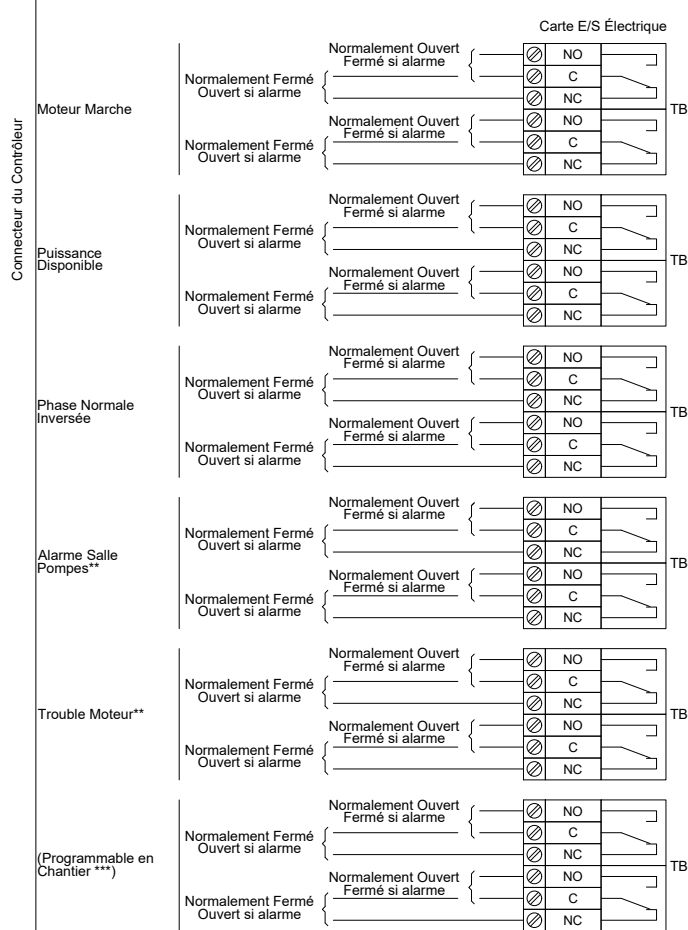 Carte E/S Électrique
Connecteur du Contrôleur
Moteur Marche
Normalement Ouvert
Fermé si alarme
Normalement Fermé
Ouvert si alarme
Normalement Ouvert
Fermé si alarme
Normalement Fermé
Ouvert si alarme
NO
C
NC
NO
C
NC
TB
Puissance
Disponible
Normalement Ouvert
Fermé si alarme
Normalement Fermé
Ouvert si alarme
Normalement Ouvert
Fermé si alarme
Normalement Fermé
Ouvert si alarme
NO
C
NC
NO
C
NC
TB
Phase Normale
Inversée
Normalement Ouvert
Fermé si alarme
Normalement Fermé
Ouvert si alarme
Normalement Ouvert
Fermé si alarme
Normalement Fermé
Ouvert si alarme
NO
C
NC
NO
C
NC
TB
Alarme Salle
Pompes**
Normalement Ouvert
Fermé si alarme
Normalement Fermé
Ouvert si alarme
Normalement Ouvert
Fermé si alarme
Normalement Fermé
Ouvert si alarme
NO
C
NC
NO
C
NC
TB
Trouble Moteur**
Normalement Ouvert
Fermé si alarme
Normalement Fermé
Ouvert si alarme
Normalement Ouvert
Fermé si alarme
Normalement Fermé
Ouvert si alarme
NO
C
NC
NO
C
NC
TB
(Programmable en
Chantier ***)
Normalement Ouvert
Fermé si alarme
Normalement Fermé
Ouvert si alarme
Normalement Ouvert
Fermé si alarme
Normalement Fermé
Ouvert si alarme
NO
C
NC
NO
C
NC
TB